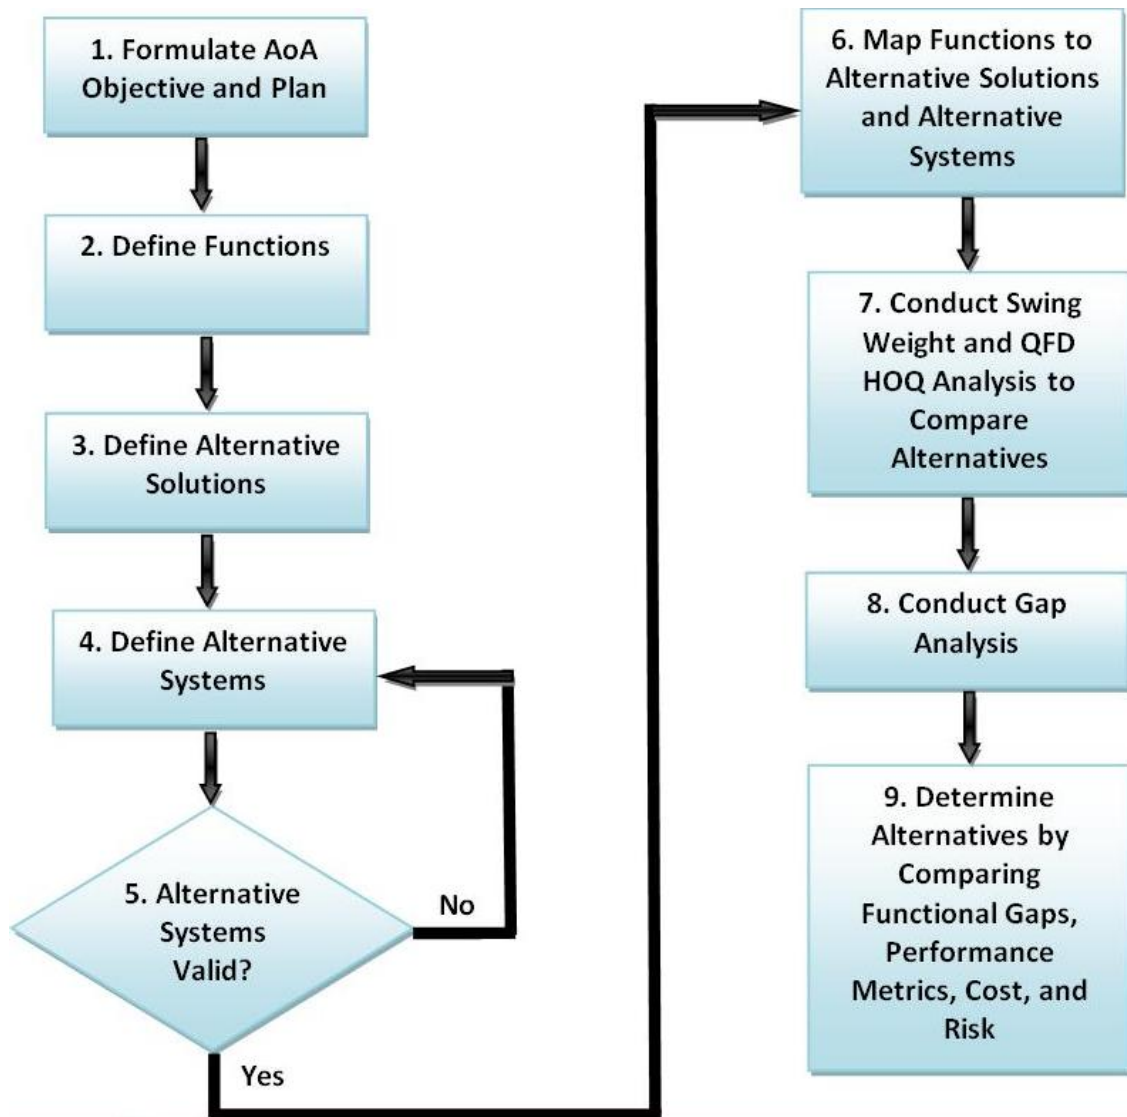 1. Formulate AoA
Objective and Plan
2. Define Functions
3. Define Alternative
Solutions
4. Define Alternative
Systems
5. Alternative
Systems
Valid?
No
Yes
6. Map Functions to
Alternative Solutions
and Alternative
Systems
7. Conduct Swing
Weight and QFD
HOQ Analysis to
Compare
Alternatives
8. Conduct Gap
Analysis
9. Determine
Alternatives by
Comparing
Functional Gaps,
Performance
Metrics, Cost, and
Risk